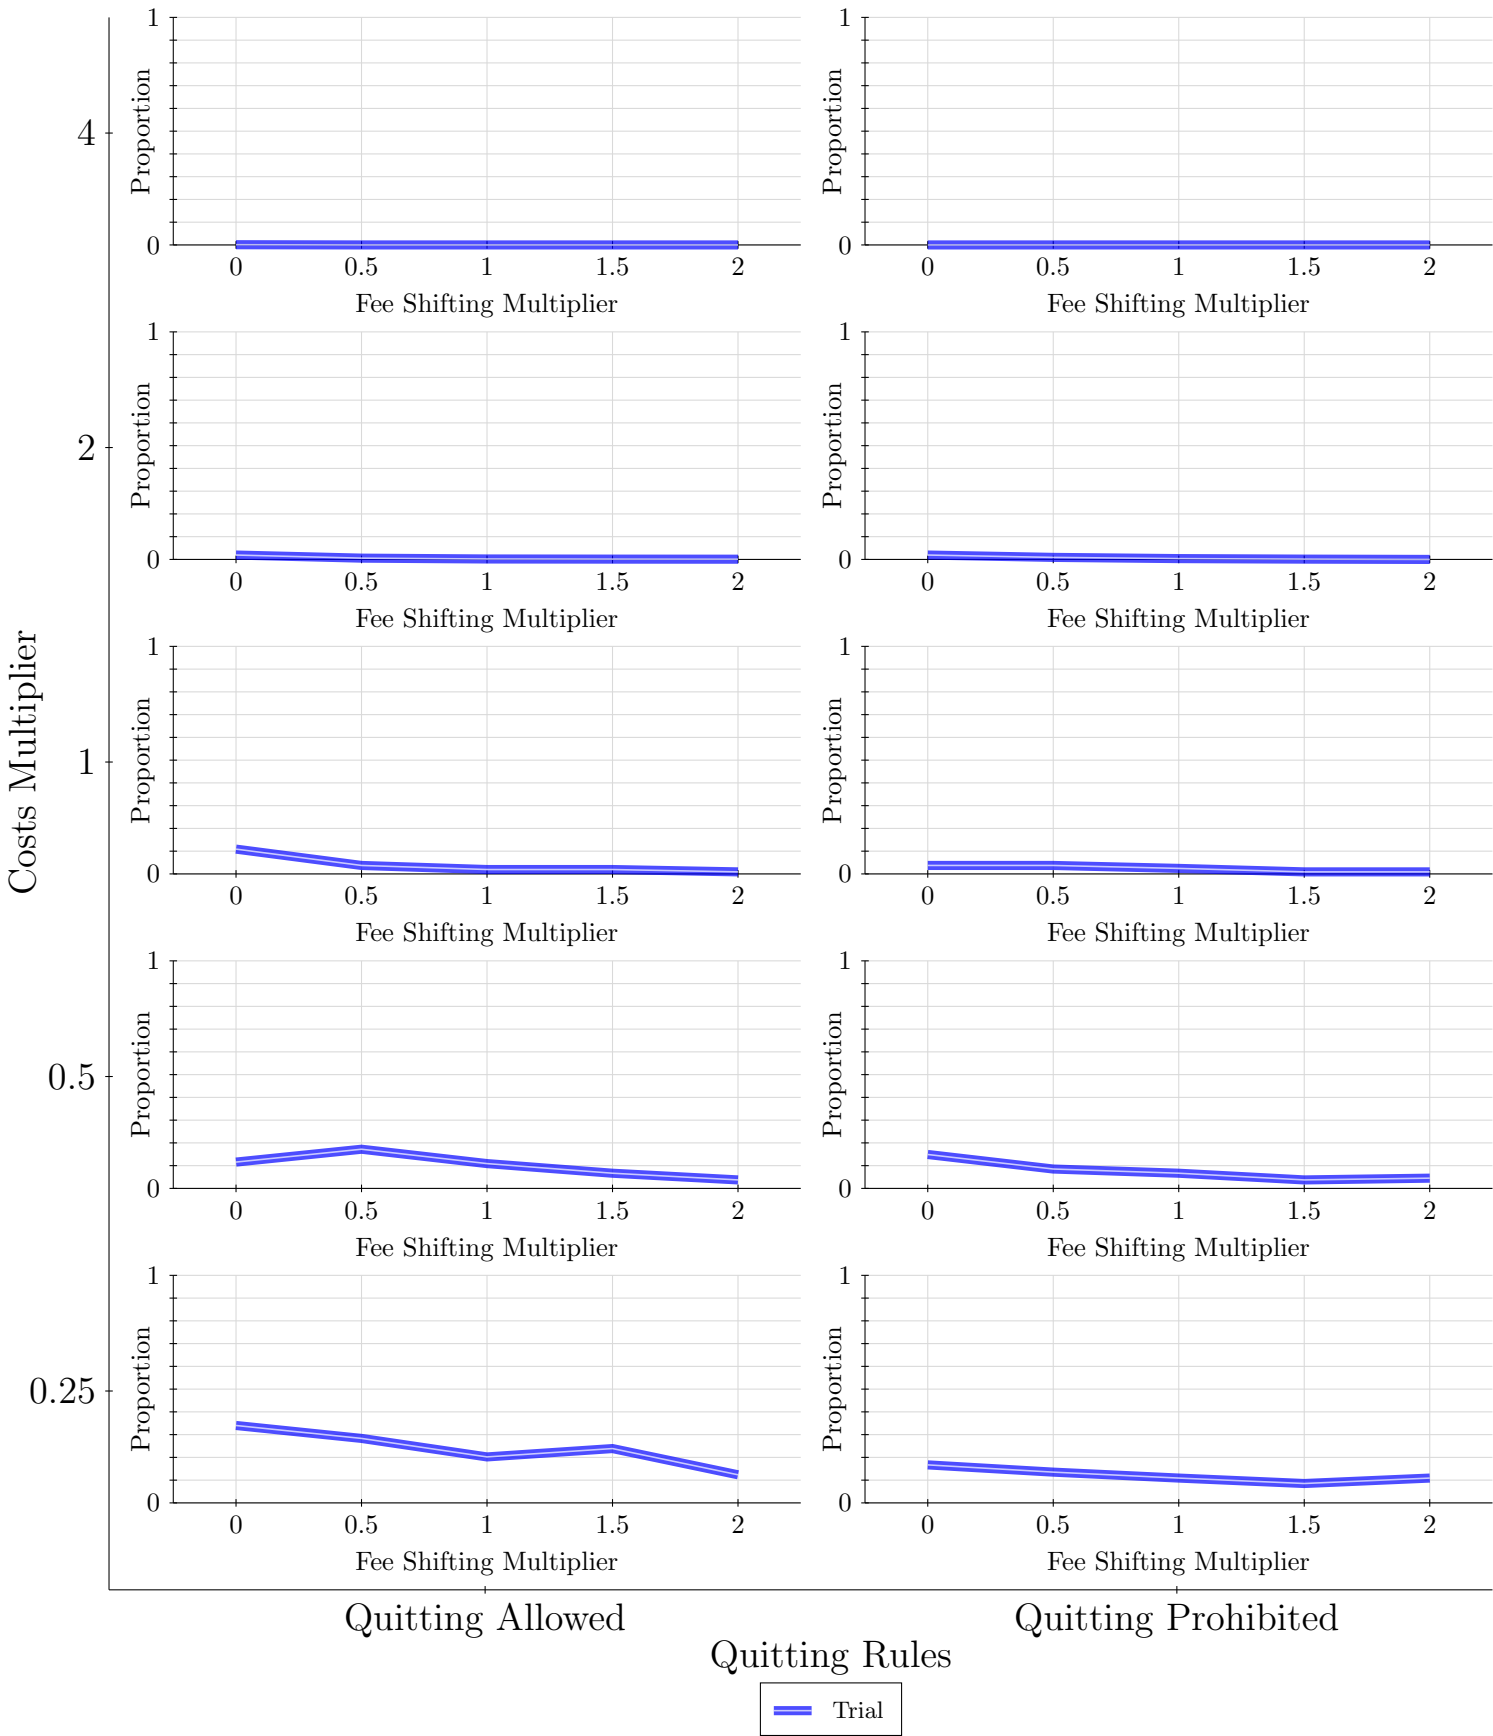 Costs Multiplier
4
1
Proportion
0
0 0.5 1 1.5 2
Fee Shifting Multiplier
1
Proportion
0
0 0.5 1 1.5 2
Fee Shifting Multiplier
2
1
Proportion
0
0 0.5 1 1.5 2
Fee Shifting Multiplier
1
Proportion
0
0 0.5 1 1.5 2
Fee Shifting Multiplier
1
1
Proportion
0
0 0.5 1 1.5 2
Fee Shifting Multiplier
1
Proportion
0
0 0.5 1 1.5 2
Fee Shifting Multiplier
0.5
1
Proportion
0
0 0.5 1 1.5 2
Fee Shifting Multiplier
1
Proportion
0
0 0.5 1 1.5 2
Fee Shifting Multiplier
0.25
1
Proportion
0
0 0.5 1 1.5 2
Fee Shifting Multiplier
1
Proportion
0
0 0.5 1 1.5 2
Fee Shifting Multiplier
Quitting Allowed
Quitting Prohibited
Quitting Rules
Trial